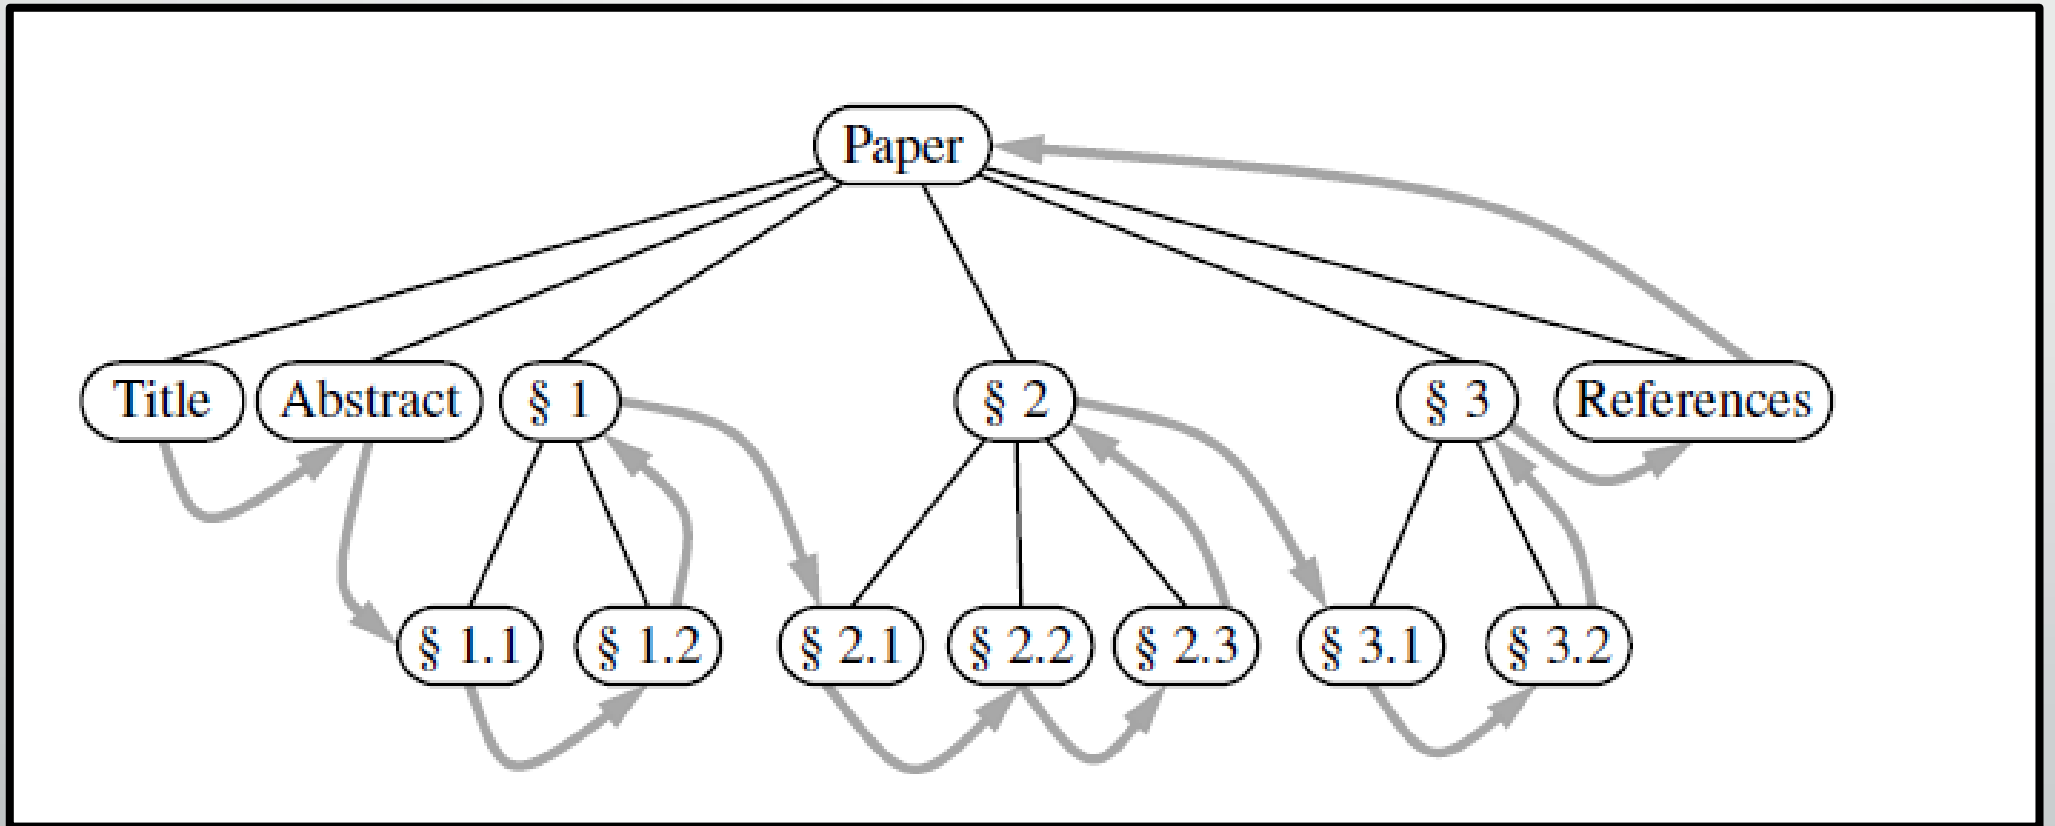 Paper
Title Abstract § 1 § 2 § 3 References
§ 1.1 § 1.2 § 2.1 § 2.2 § 2.3 § 3.1 § 3.2